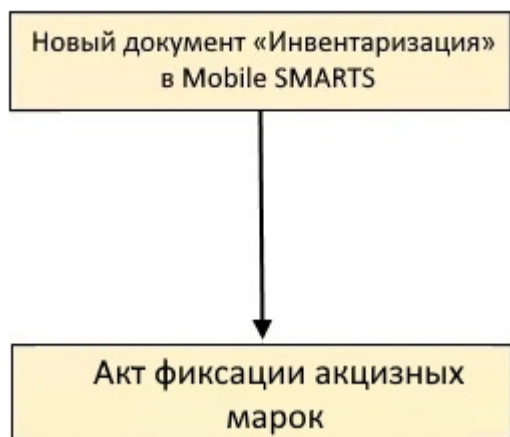 Новый документ «Инвентаризация»
в Mobile SMARTS
Акт фиксации акцизных
марок